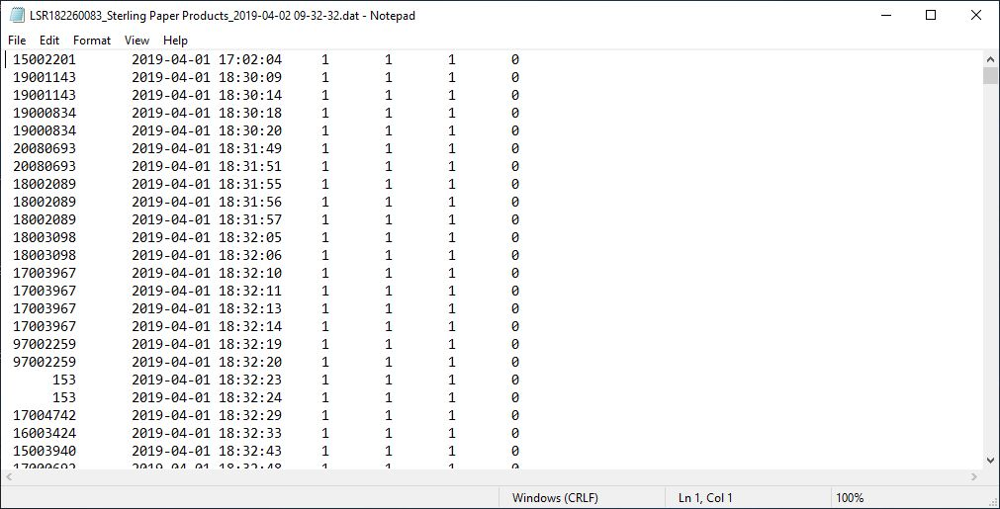 LSR182260083_Sterling Paper Products_2019-04-02 09-32-32.dat - Notepad
File Edit Format View Help
15002201 2019-04-01 17:02:04 1 1 1 0
19001143 2019-04-01 18:30:09 1 1 1 0
19001143 2019-04-01 18:30:14 1 1 1 0
19000834 2019-04-01 18:30:18 1 1 1 0
19000834 2019-04-01 18:30:20 1 1 1 0
20080693 2019-04-01 18:31:49 1 1 1 0
20080693 2019-04-01 18:31:51 1 1 1 0
18002089 2019-04-01 18:31:55 1 1 1 0
18002089 2019-04-01 18:31:56 1 1 1 0
18002089 2019-04-01 18:31:57 1 1 1 0
18003098 2019-04-01 18:32:05 1 1 1 0
18003098 2019-04-01 18:32:06 1 1 1 0
17003967 2019-04-01 18:32:10 1 1 1 0
17003967 2019-04-01 18:32:11 1 1 1 0
17003967 2019-04-01 18:32:13 1 1 1 0
17003967 2019-04-01 18:32:14 1 1 1 0
97002259 2019-04-01 18:32:19 1 1 1 0
97002259 2019-04-01 18:32:20 1 1 1 0
153 2019-04-01 18:32:23 1 1 1 0
153 2019-04-01 18:32:24 1 1 1 0
17004742 2019-04-01 18:32:29 1 1 1 0
16003424 2019-04-01 18:32:33 1 1 1 0
15003940 2019-04-01 18:32:43 1 1 1 0
17000692 2019-04-01 18:32:48 1 1 1 0
Windows (CRLF) Ln 1, Col 1 100%